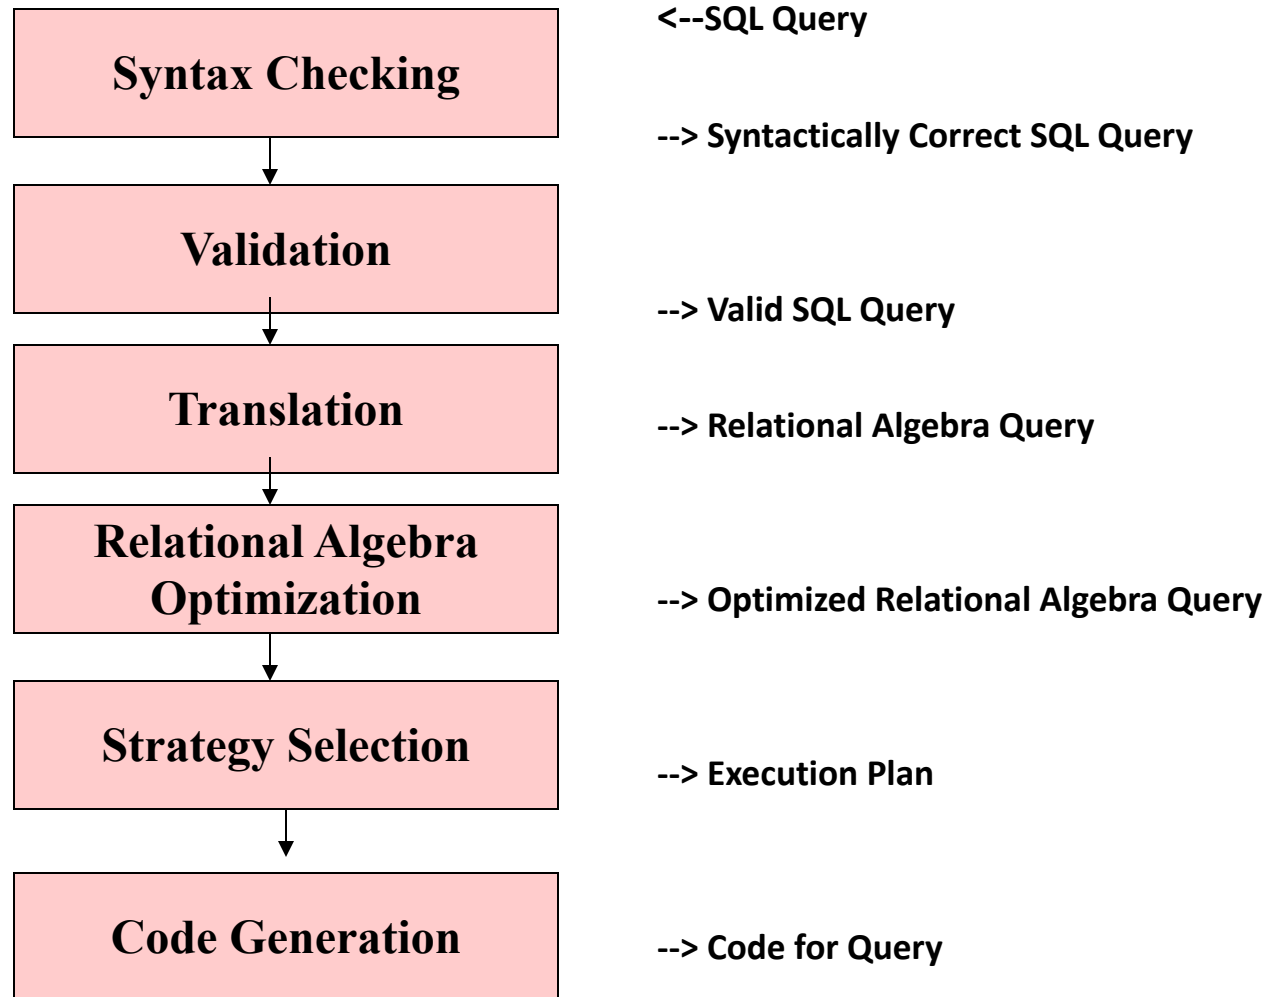 <--SQL Query
Syntax Checking
--> Syntactically Correct SQL Query
Validation
--> Valid SQL Query
Translation
--> Relational Algebra Query
Relational Algebra
Optimization
--> Optimized Relational Algebra Query
Strategy Selection
--> Execution Plan
Code Generation
--> Code for Query